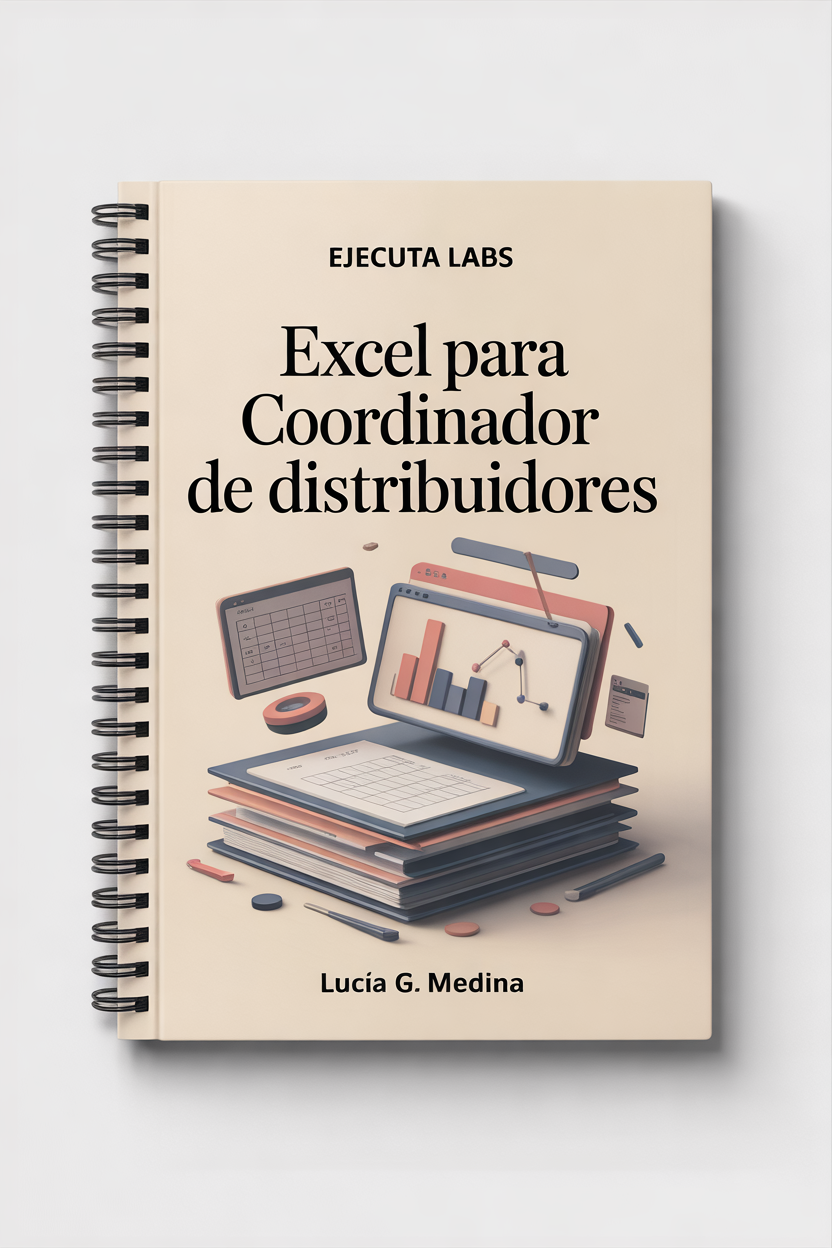 EJECUTA LABS
Excel para
Coordinador
de distribuidores
Lucía G. Medina